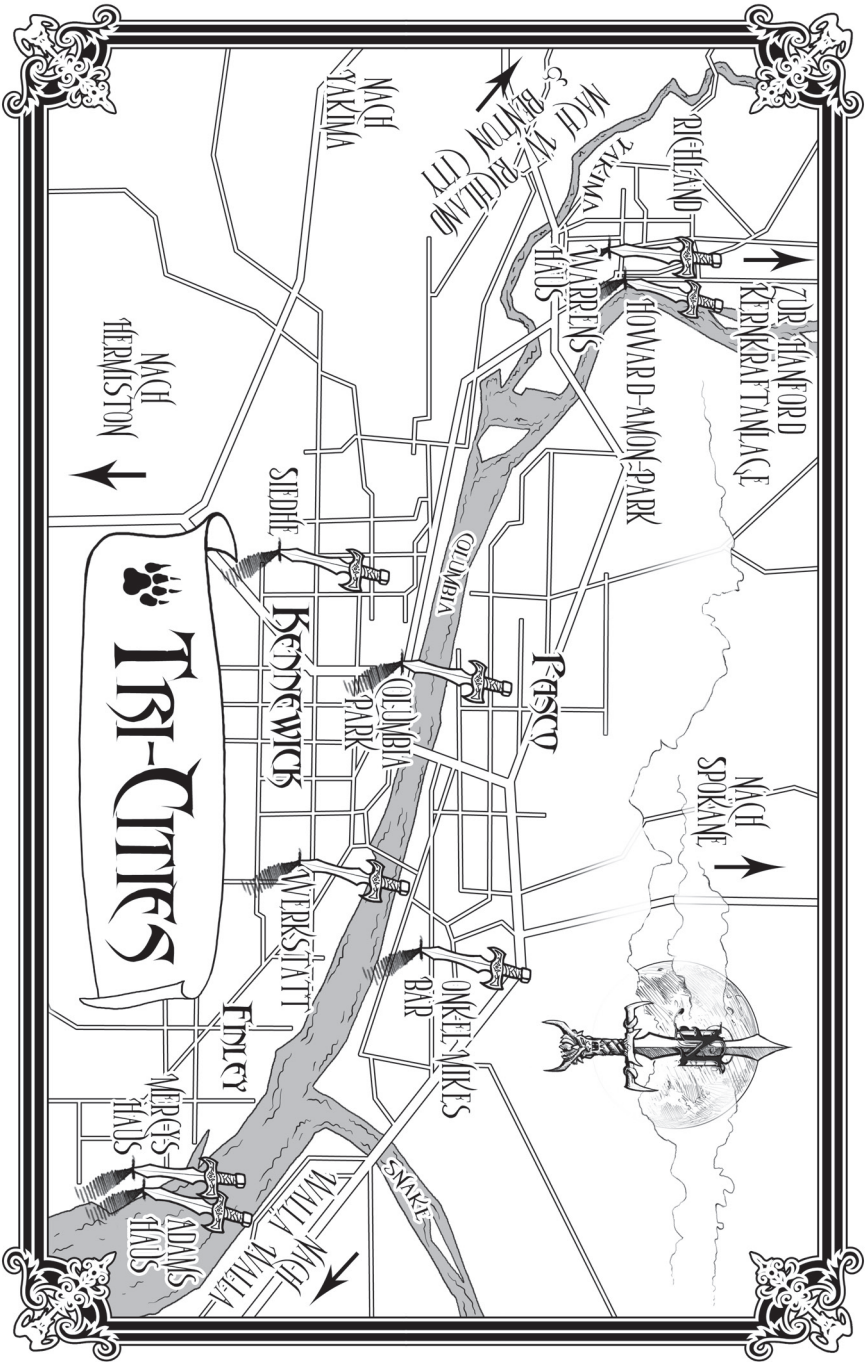 ZUR HANFORD
KERNKRAFTANLAGE
NACH
SPOKANE
N
RICHLAND
HOWARD-AMON-PARK
YAKIMA
WARRENS
HAUS
NACH W. RICHLAND
& BENTON CITY
PASCO
COLUMBIA
COLUMBIA
PARK
ONKEL MIKES
BAR
SNAKE
NACH
YAKIMA
SIEDHE
KENNEWICK
WERKSTATT
FINLEY
NACH
WALLA WALLA
NACH
HERMISTON
TRI-CITIES
MERCYS
HAUS
ADAMS
HAUS